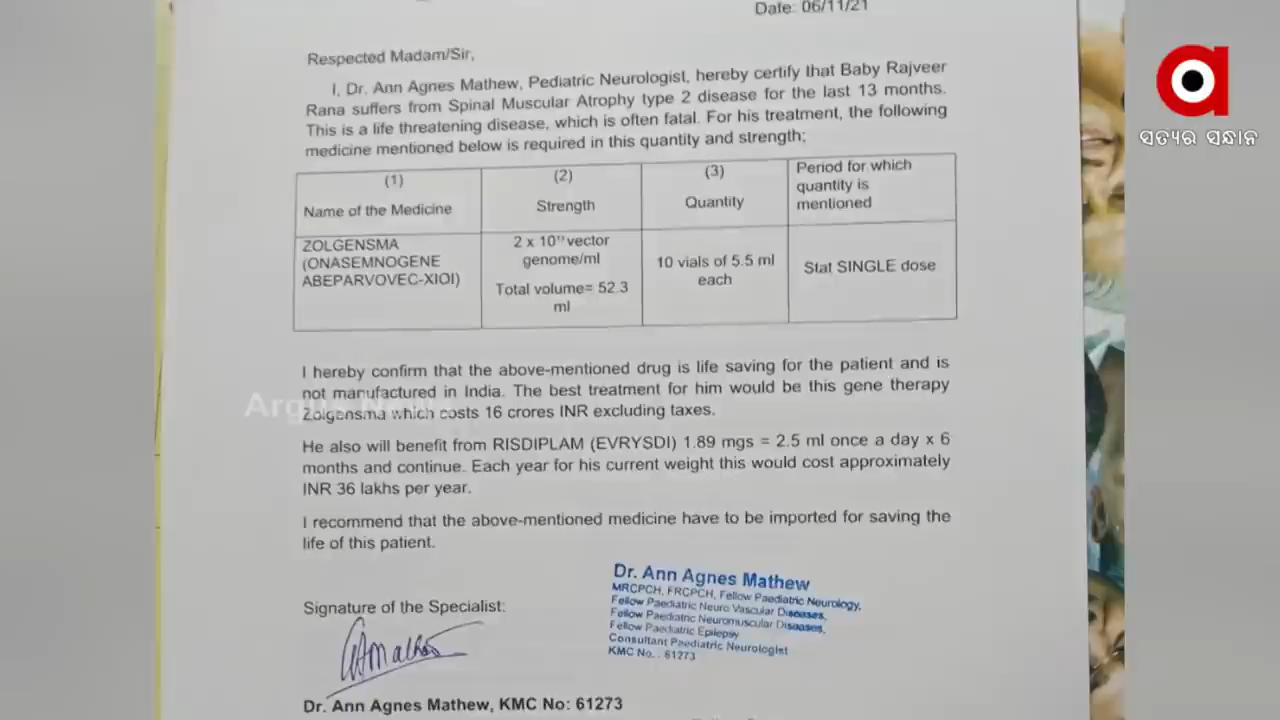 Date: 06/11/21
Respected Madam/Sir,
I, Dr. Ann Agnes Mathew, Pediatric Neurologist, hereby certify that Baby Rajveer
Rana suffers from Spinal Muscular Atrophy type 2 disease for the last 13 months.
This is a life threatening disease, which is often fatal. For his treatment, the following
medicine mentioned below is required in this quantity and strength;
(1)
Name of the Medicine
(2)
Strength
(3)
Quantity
Period for which
quantity is
mentioned
ZOLGENSMA
(ONASEMNOGENE
ABEPARVOVEC-XIOI)
2 x 10¹³ vector
genome/ml
Total volume= 52.3
ml
10 vials of 5.5 ml
each
Stat SINGLE dose
I hereby confirm that the above-mentioned drug is life saving for the patient and is
not manufactured in India. The best treatment for him would be this gene therapy
Zolgensma which costs 16 crores INR excluding taxes.
He also will benefit from RISDIPLAM (EVRYSDI) 1.89 mgs = 2.5 ml once a day x 6
months and continue. Each year for his current weight this would cost approximately
INR 36 lakhs per year.
I recommend that the above-mentioned medicine have to be imported for saving the
life of this patient.
Signature of the Specialist:
Dr. Ann Agnes Mathew
MRCPCH, FRCPCH, Fellow Paediatric Neurology,
Fellow Paediatric Neuro Vascular Diseases,
Fellow Paediatric Neuromuscular Diseases,
Fellow Paediatric Epilepsy
Consultant Paediatric Neurologist
KMC No. : 61273
Dr. Ann Agnes Mathew, KMC No: 61273
ସତ୍ୟର ସନ୍ଧାନ